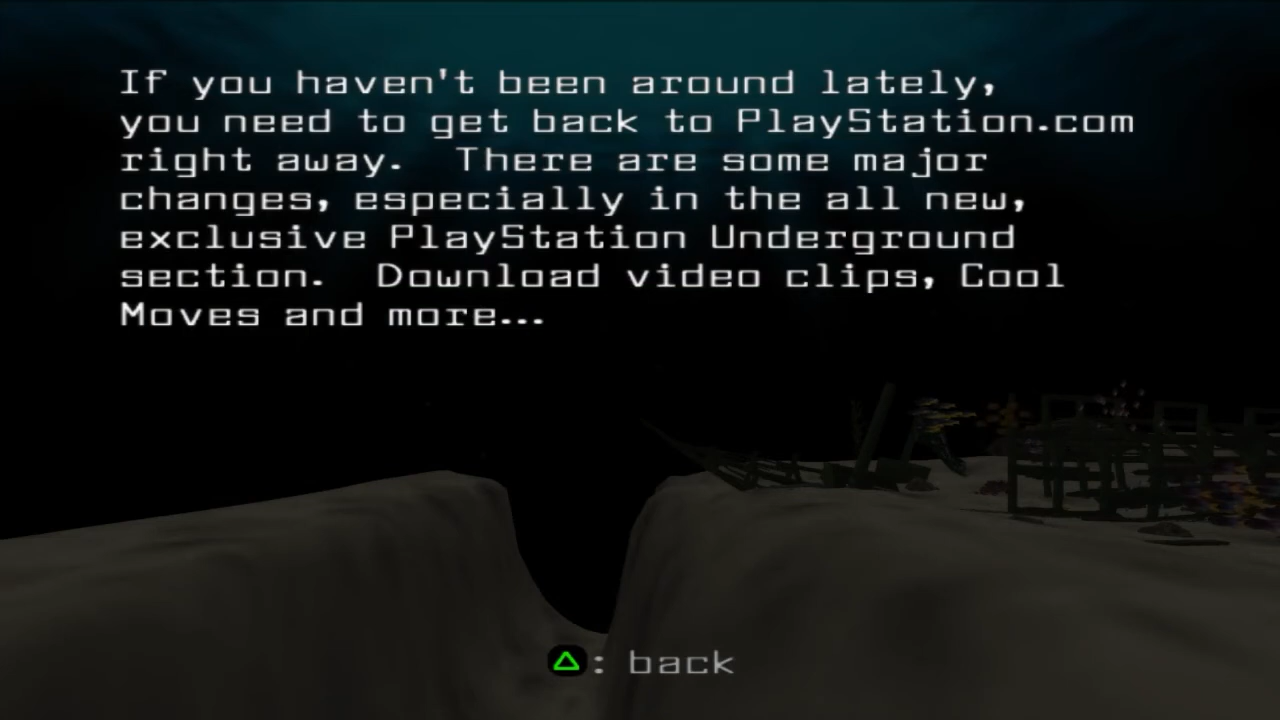 If you haven't been around lately,
you need to get back to PlayStation.com
right away.  There are some major
changes, especially in the all new,
exclusive PlayStation Underground
section.  Download video clips, Cool
Moves and more...
: back